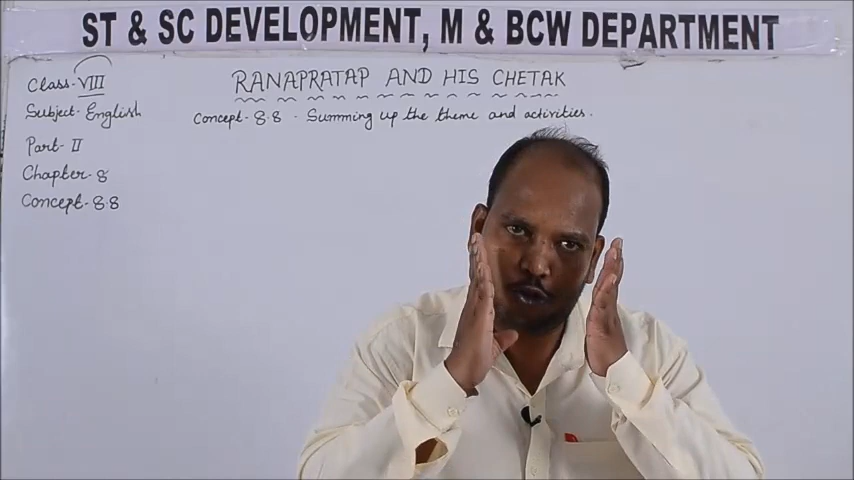 ST & SC DEVELOPMENT, M & BCW DEPARTMENT
Class-VIII
Subject-English
Part-II
Chapter-8
Concept-8.8
RANAPRATAP AND HIS CHETAK
Concept-8.8. Summing up the theme and activities.